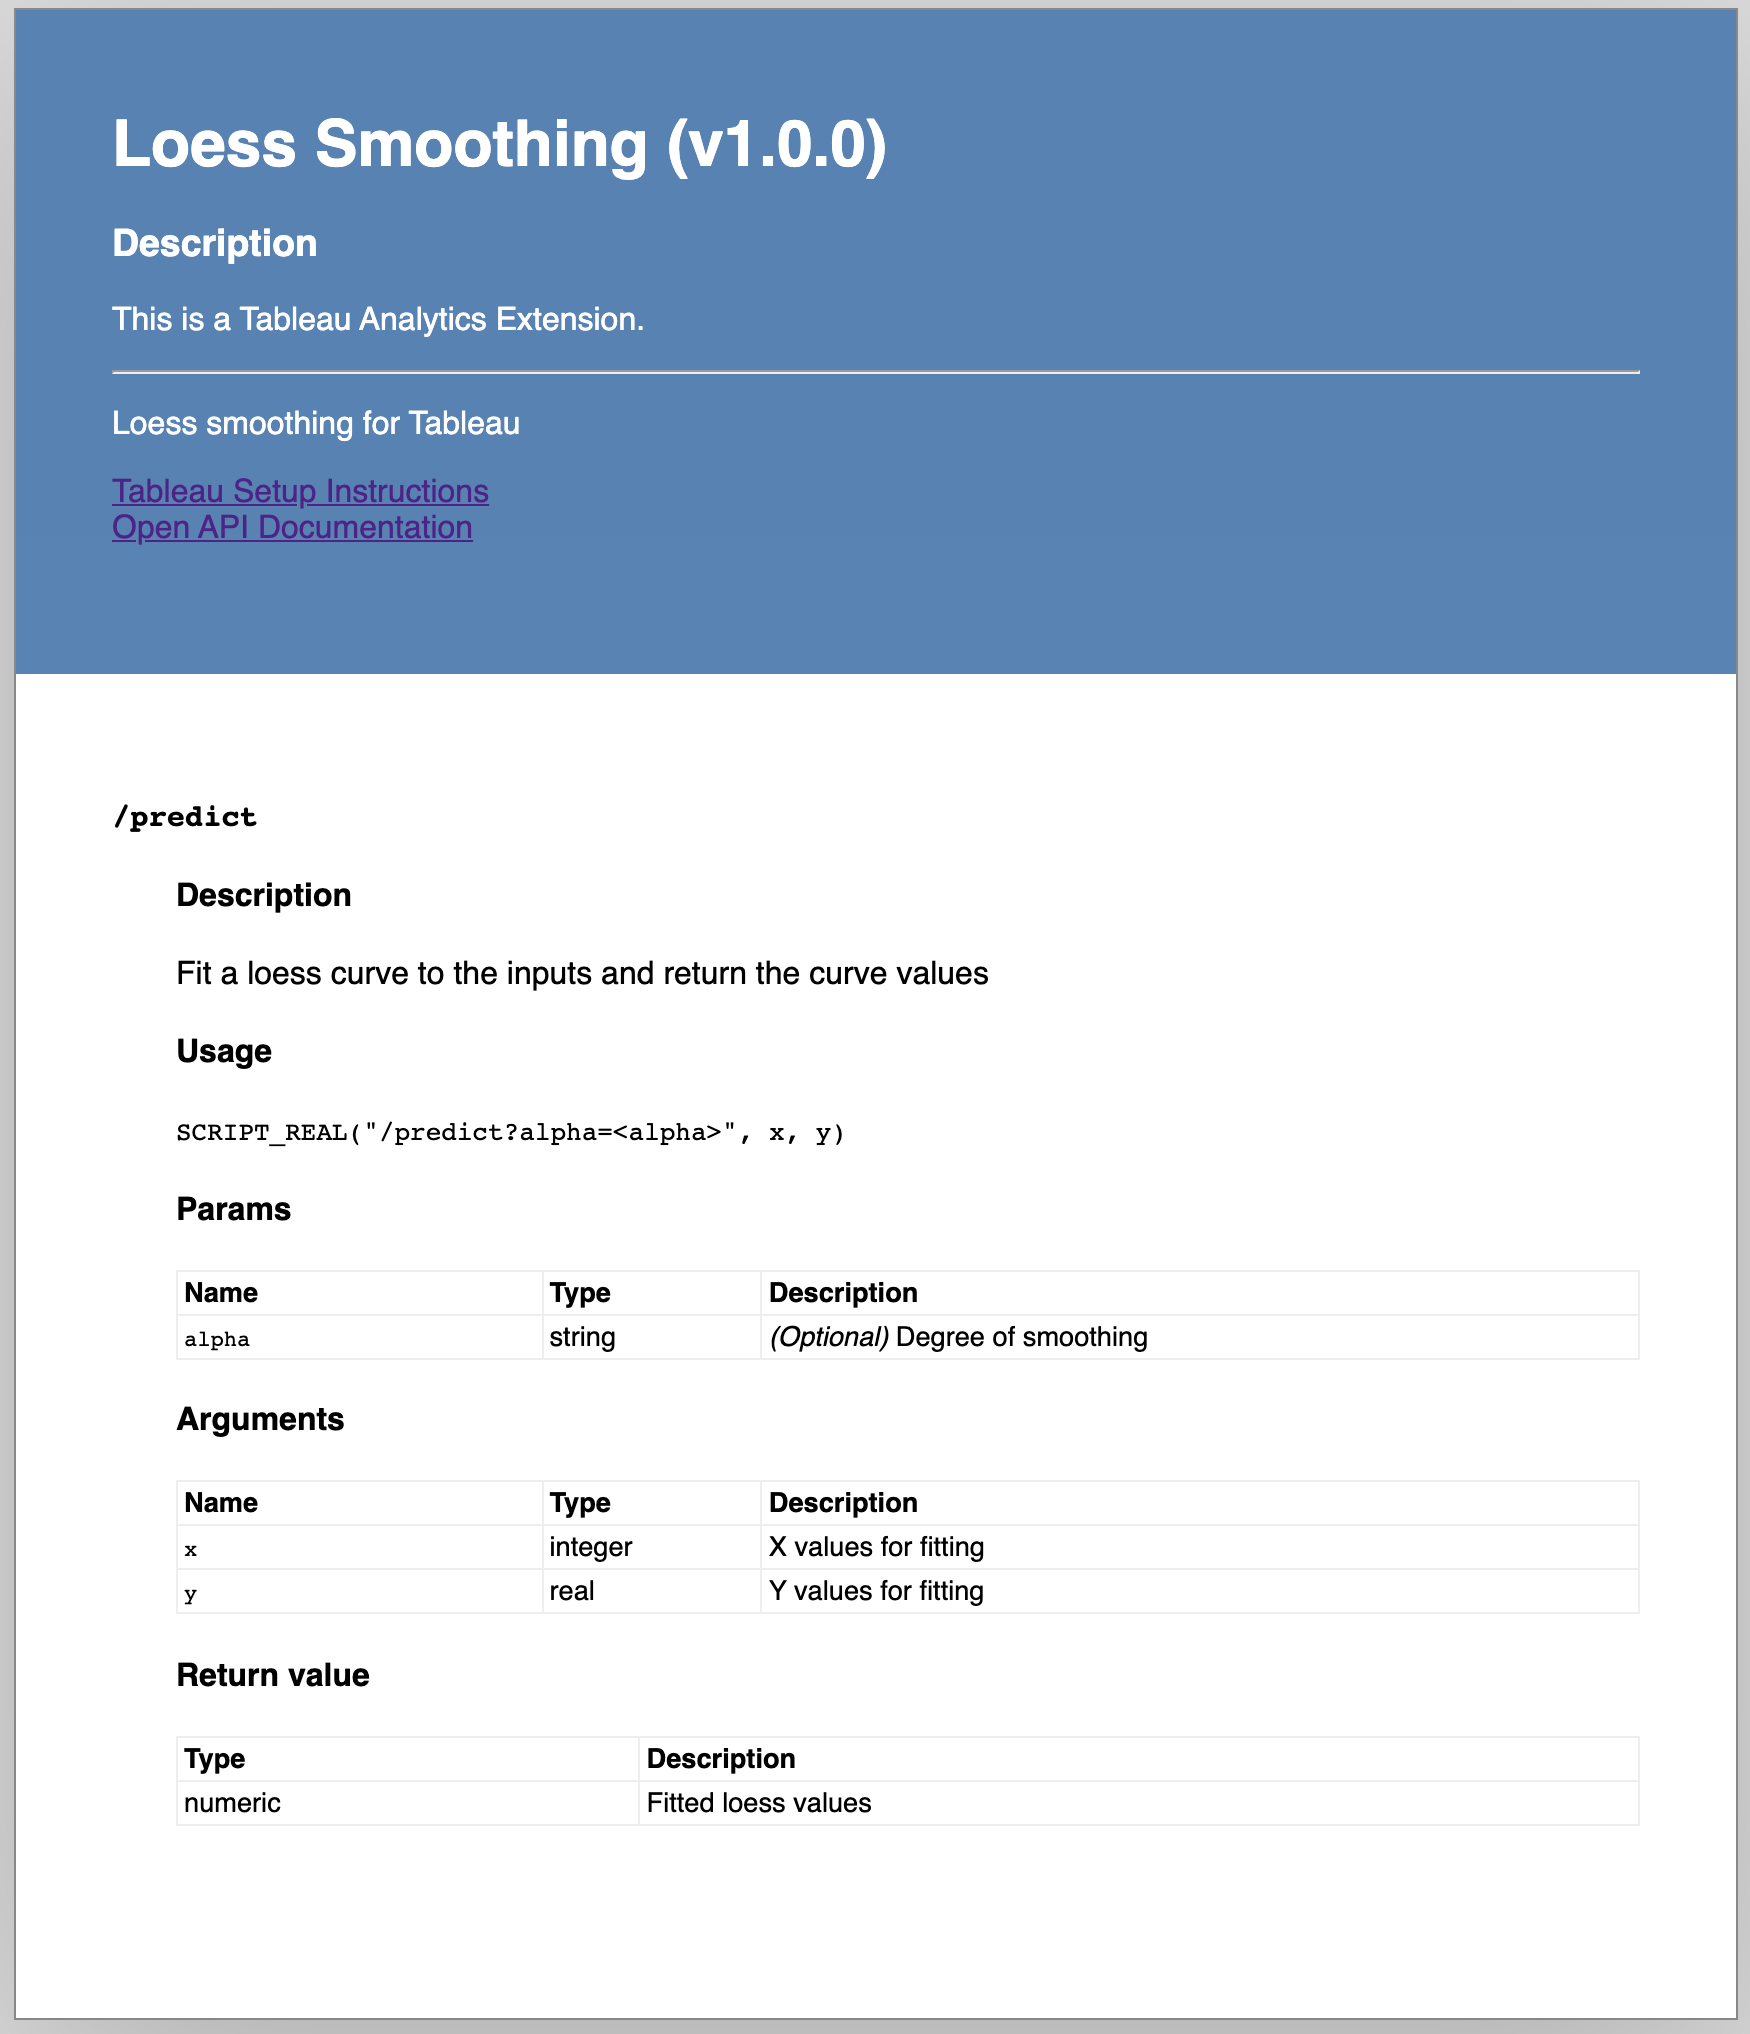 Loess Smoothing (v1.0.0)
Description
This is a Tableau Analytics Extension.
Loess smoothing for Tableau
Tableau Setup Instructions
Open API Documentation
/predict
Description
Fit a loess curve to the inputs and return the curve values
Usage
SCRIPT_REAL("/predict?alpha=<alpha>", x, y)
Params
Name Type Description
alpha string (Optional) Degree of smoothing
Arguments
Name Type Description
x integer X values for fitting
y real Y values for fitting
Return value
Type Description
numeric Fitted loess values